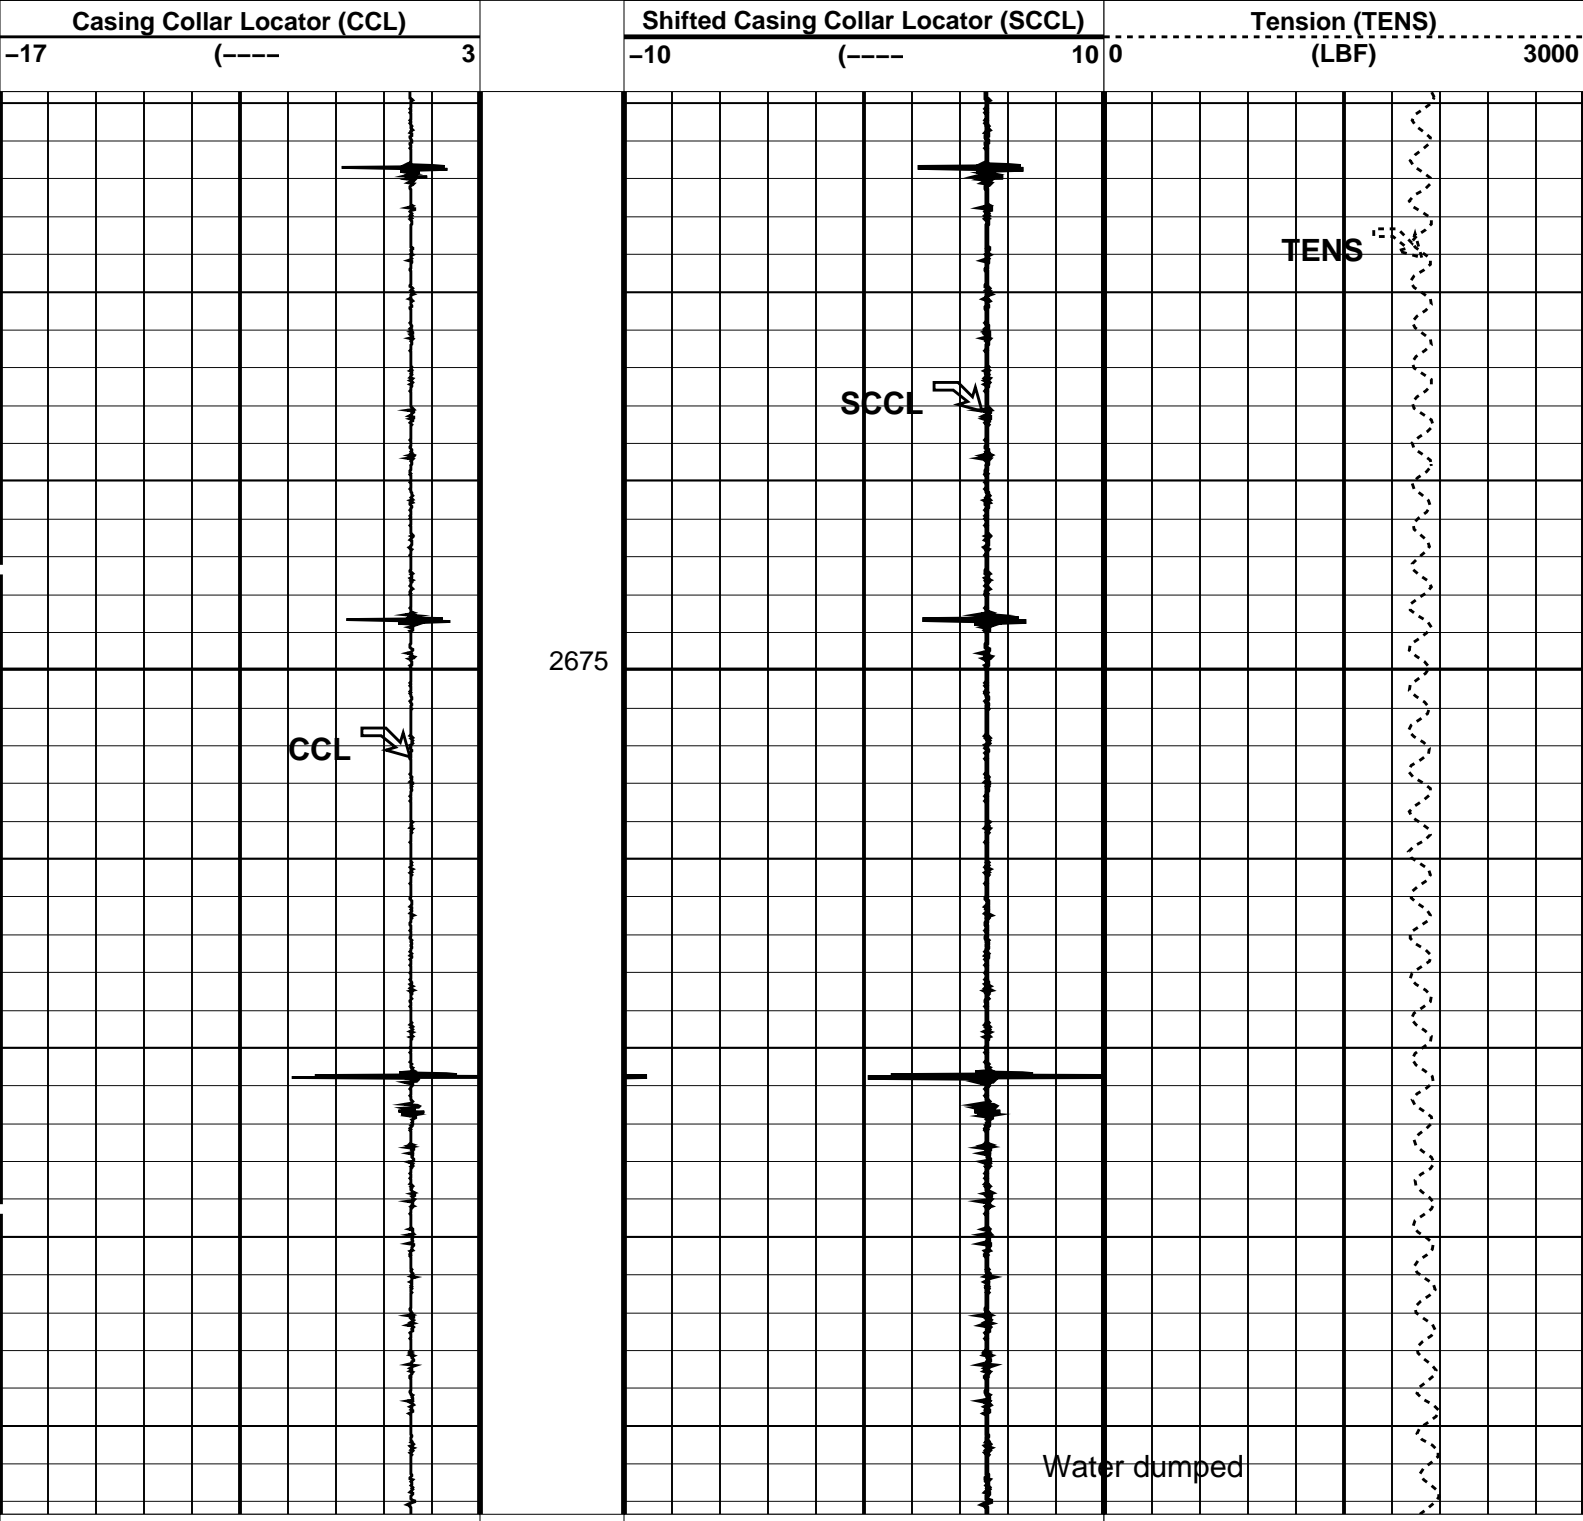 Casing Collar Locator (CCL) Shifted Casing Collar Locator (SCCL) Tension (TENS)
−17 (−−−− 3 −10 (−−−− 10 0 (LBF) 3000
TENS
SCCL
2675
CCL
Water dumped